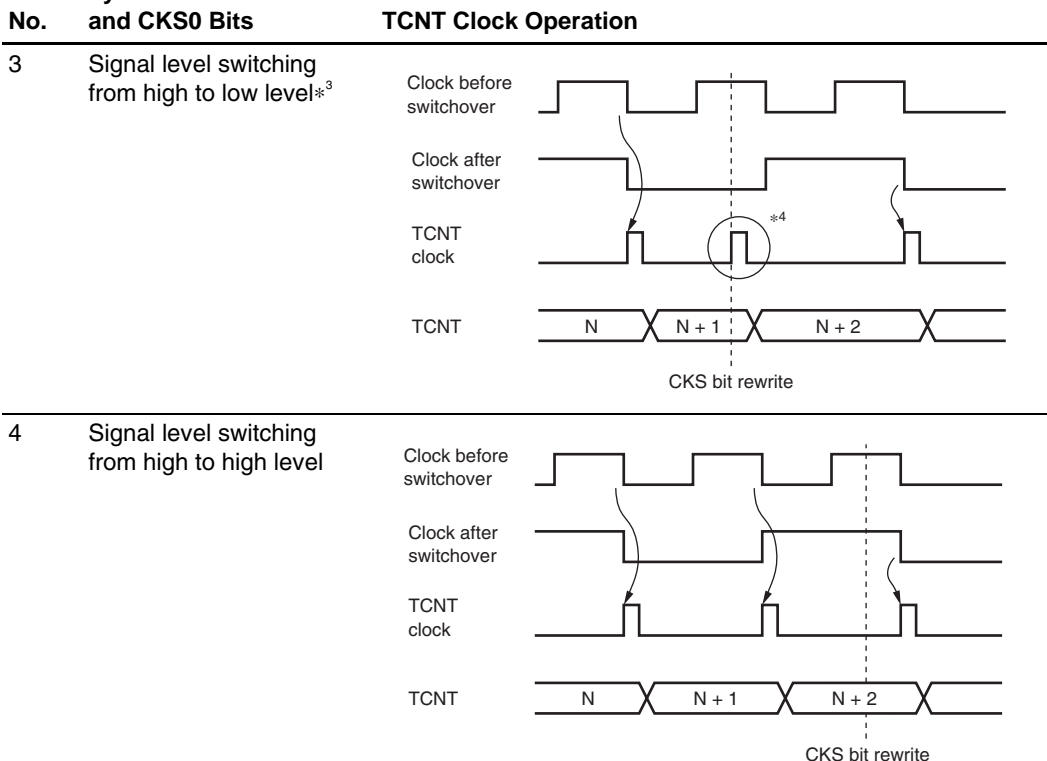 No. and CKS0 Bits TCNT Clock Operation
3 Signal level switching
from high to low level*3
Clock before
switchover
Clock after
switchover
TCNT
clock
*4
TCNT N N + 1 N + 2
CKS bit rewrite
4 Signal level switching
from high to high level
Clock before
switchover
Clock after
switchover
TCNT
clock
TCNT N N + 1 N + 2
CKS bit rewrite